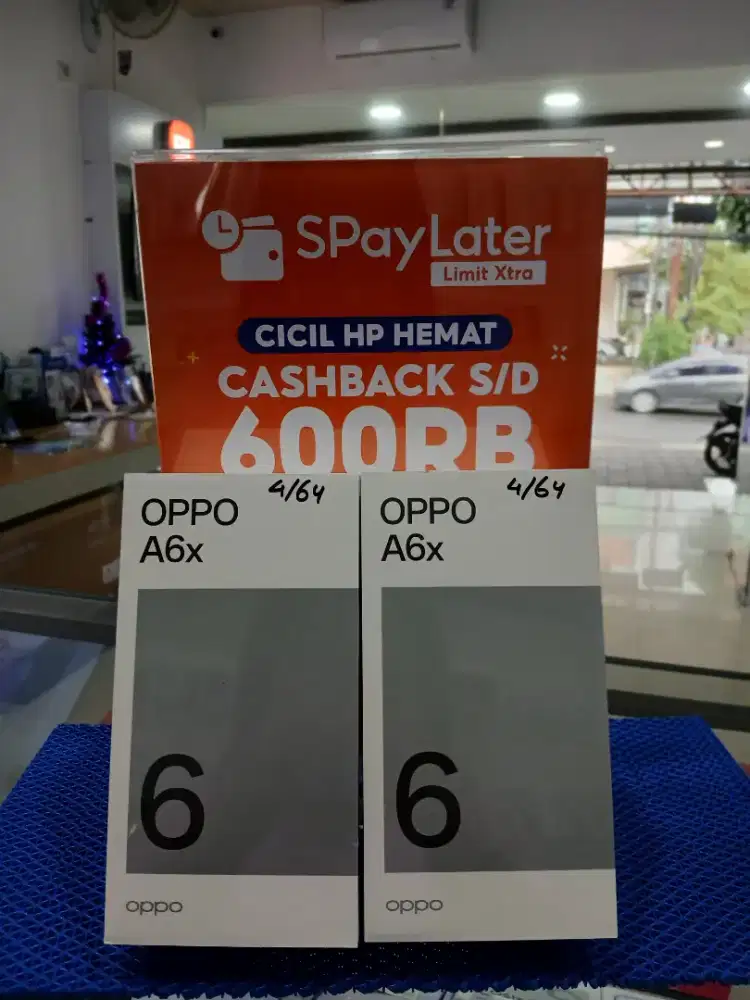 SPayLater
Limit Xtra
CICIL HP HEMAT
CASHBACK S/D
600RB
4/64
OPPO
A6x
6
oppo
4/64
OPPO
A6x
6
oppo